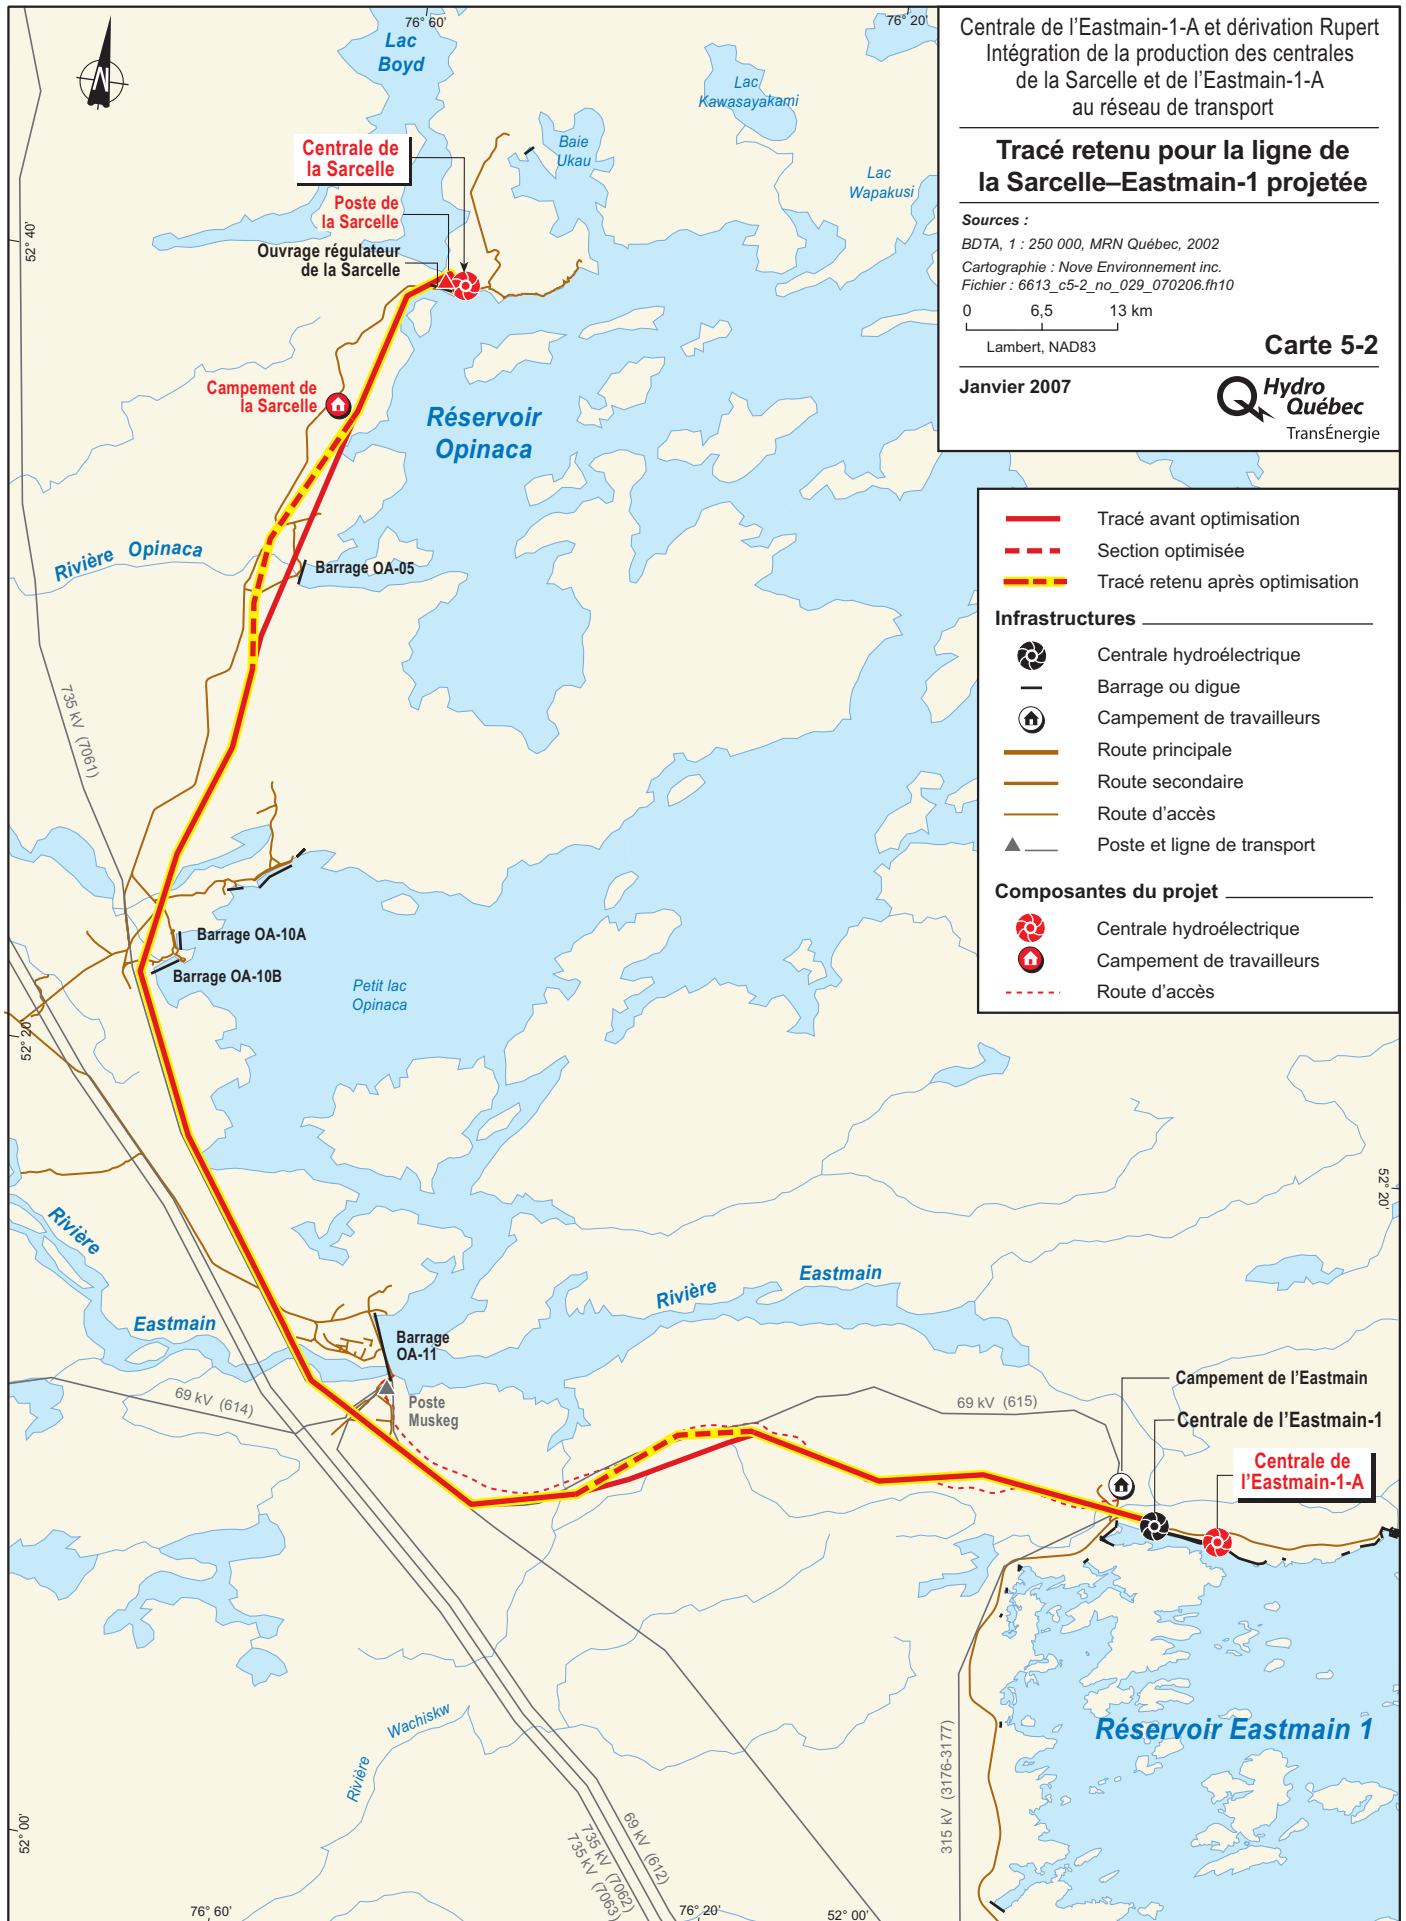 76° 60'
76° 20'
Centrale de l'Eastmain-1-A et dérivation Rupert
Intégration de la production des centrales
de la Sarcelle et de l'Eastmain-1-A
au réseau de transport
Tracé retenu pour la ligne de
la Sarcelle–Eastmain-1 projetée
Sources :
BDTA, 1 : 250 000, MRN Québec, 2002
Cartographie : Nove Environnement inc.
Fichier : 6613_c5-2_no_029_070206.fh10
0 6,5 13 km
Lambert, NAD83
Carte 5-2
Janvier 2007
Hydro
Québec
TransÉnergie
N
Lac
Boyd
Lac
Kawasayakami
Baie
Ukau
Lac
Wapakusi
Centrale de
la Sarcelle
Poste de
la Sarcelle
Ouvrage régulateur
de la Sarcelle
52° 40'
Campement de
la Sarcelle
Réservoir
Opinaca
Rivière Opinaca
Barrage OA-05
Tracé avant optimisation
Section optimisée
Tracé retenu après optimisation
Infrastructures
Centrale hydroélectrique
Barrage ou digue
Campement de travailleurs
Route principale
Route secondaire
Route d'accès
Poste et ligne de transport
Composantes du projet
Centrale hydroélectrique
Campement de travailleurs
Route d'accès
735 kV (7061)
Barrage OA-10A
Barrage OA-10B
Petit lac
Opinaca
52° 20'
52° 20'
Rivière
Eastmain
Rivière
Eastmain
Barrage
OA-11
69 kV (614)
Poste
Muskeg
69 kV (615)
Campement de l'Eastmain
Centrale de l'Eastmain-1
Centrale de
l'Eastmain-1-A
Réservoir Eastmain 1
Rivière
Wachiskw
315 kV (3176-3177)
69 kV (612)
735 kV (7062)
735 kV (7063)
52° 00'
76° 60'
76° 20'
52° 00'